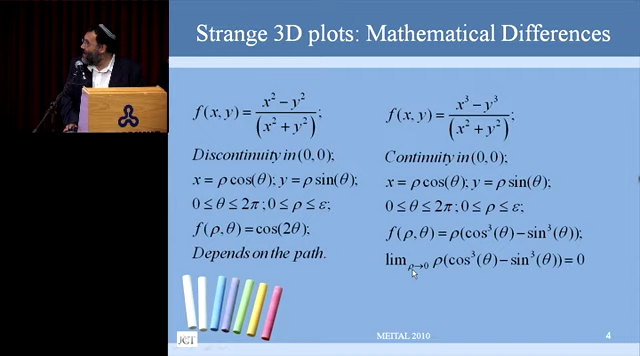 Strange 3D plots: Mathematical Differences
f(x, y) = (x² − y²) / (x² + y²);
Discontinuity in (0,0);
x = ρ cos(θ); y = ρ sin(θ);
0 ≤ θ ≤ 2π; 0 ≤ ρ ≤ ε;
f(ρ, θ) = cos(2θ);
Depends on the path.
f(x, y) = (x³ − y³) / (x² + y²);
Continuity in (0,0);
x = ρ cos(θ); y = ρ sin(θ);
0 ≤ θ ≤ 2π; 0 ≤ ρ ≤ ε;
f(ρ, θ) = ρ(cos³(θ) − sin³(θ));
lim ρ→0 ρ(cos³(θ) − sin³(θ)) = 0
JCT
MEITAL 2010
4